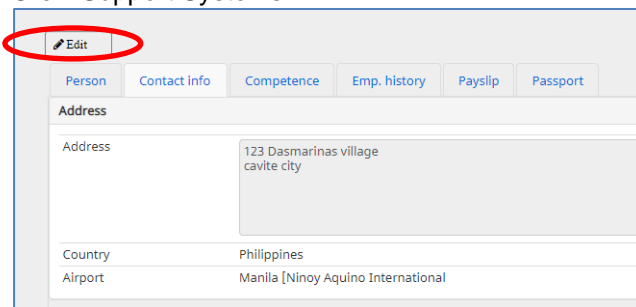 Edit
Person Contact info Competence Emp. history Payslip Passport
Address
Address 123 Dasmarinas village
cavite city
Country Philippines
Airport Manila [Ninoy Aquino International